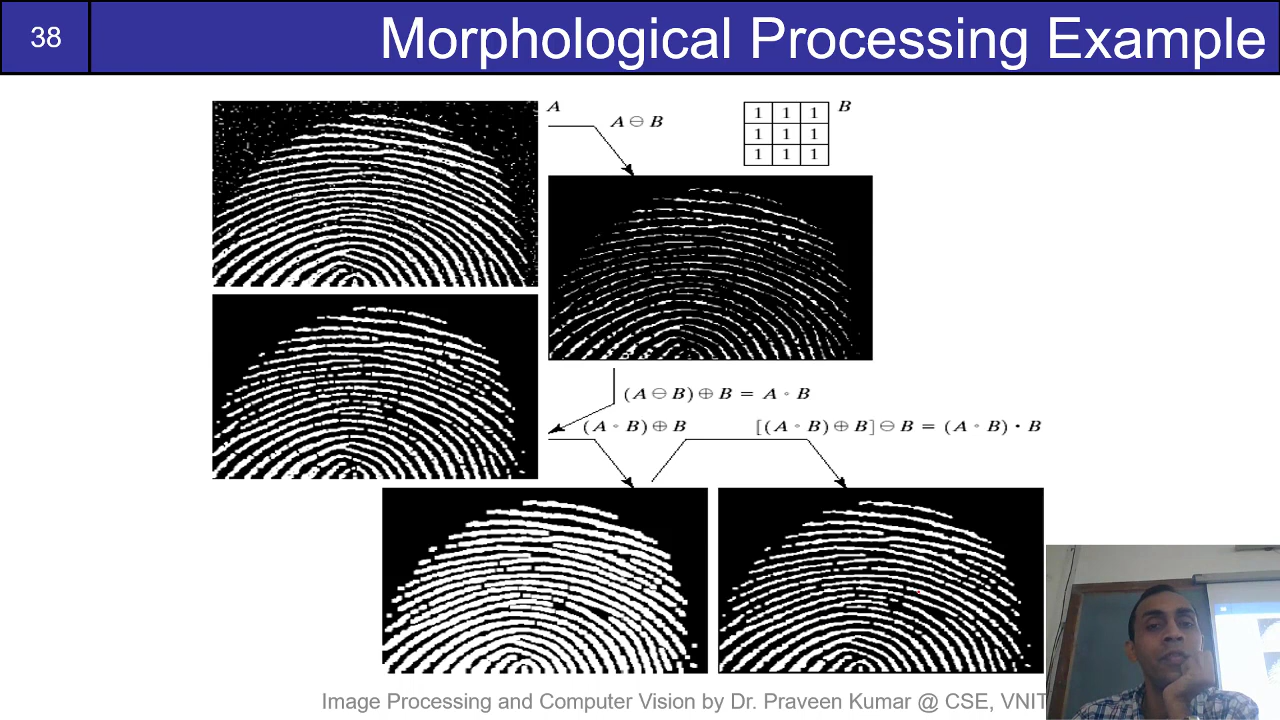 38
Morphological Processing Example
A
A ⊖ B
1 1 1
1 1 1
1 1 1
B
(A ⊖ B) ⊕ B = A ∘ B
(A ∘ B) ⊕ B
[(A ∘ B) ⊕ B] ⊖ B = (A ∘ B) • B
Image Processing and Computer Vision by Dr. Praveen Kumar @ CSE, VNIT